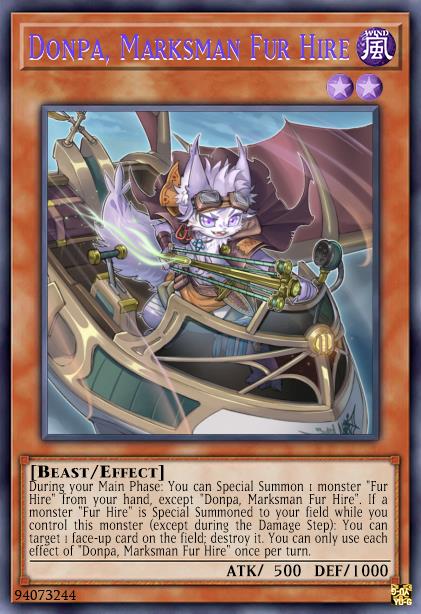 Donpa, Marksman Fur Hire
WIND
風
[Beast/Effect]
During your Main Phase: You can Special Summon 1 monster "Fur
Hire" from your hand, except "Donpa, Marksman Fur Hire". If a
monster "Fur Hire" is Special Summoned to your field while you
control this monster (except during the Damage Step): You can
target 1 face-up card on the field; destroy it. You can only use each
effect of "Donpa, Marksman Fur Hire" once per turn.
ATK/ 500 DEF/1000
94073244